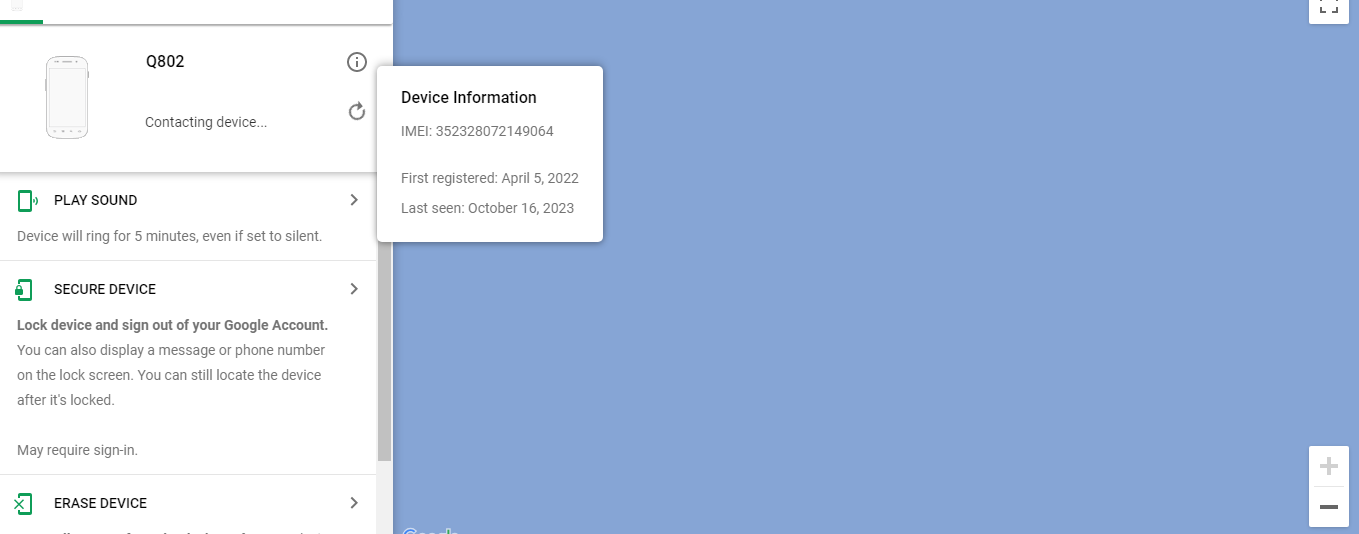 Q802
Contacting device...
Device Information
IMEI: 352328072149064
First registered: April 5, 2022
Last seen: October 16, 2023
PLAY SOUND
Device will ring for 5 minutes, even if set to silent.
SECURE DEVICE
Lock device and sign out of your Google Account.
You can also display a message or phone number
on the lock screen. You can still locate the device
after it's locked.
May require sign-in.
ERASE DEVICE
Google